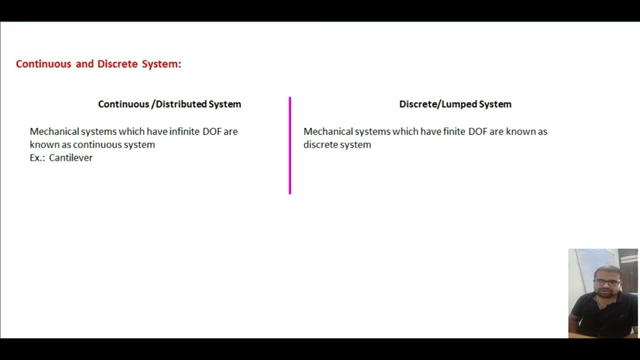 Continuous and Discrete System:
Continuous /Distributed System
Mechanical systems which have infinite DOF are
known as continuous system
Ex.: Cantilever
Discrete/Lumped System
Mechanical systems which have finite DOF are known as
discrete system